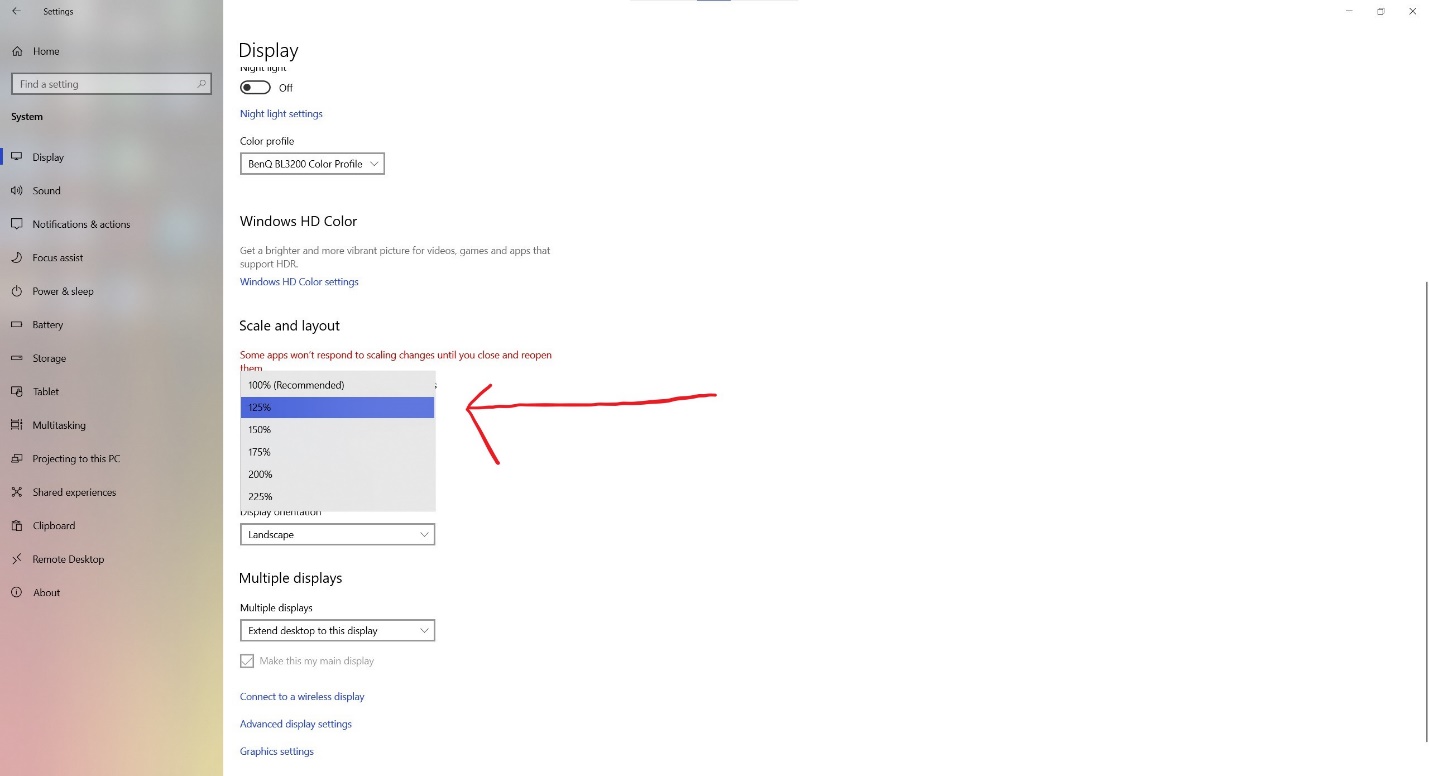 Settings
Home
Find a setting
System
Display
Sound
Notifications & actions
Focus assist
Power & sleep
Battery
Storage
Tablet
Multitasking
Projecting to this PC
Shared experiences
Clipboard
Remote Desktop
About
Display
Night light
Off
Night light settings
Color profile
BenQ BL3200 Color Profile
Windows HD Color
Get a brighter and more vibrant picture for videos, games and apps that
support HDR.
Windows HD Color settings
Scale and layout
Some apps won't respond to scaling changes until you close and reopen
them.
100% (Recommended)
125%
150%
175%
200%
225%
Display orientation
Landscape
Multiple displays
Multiple displays
Extend desktop to this display
Make this my main display
Connect to a wireless display
Advanced display settings
Graphics settings